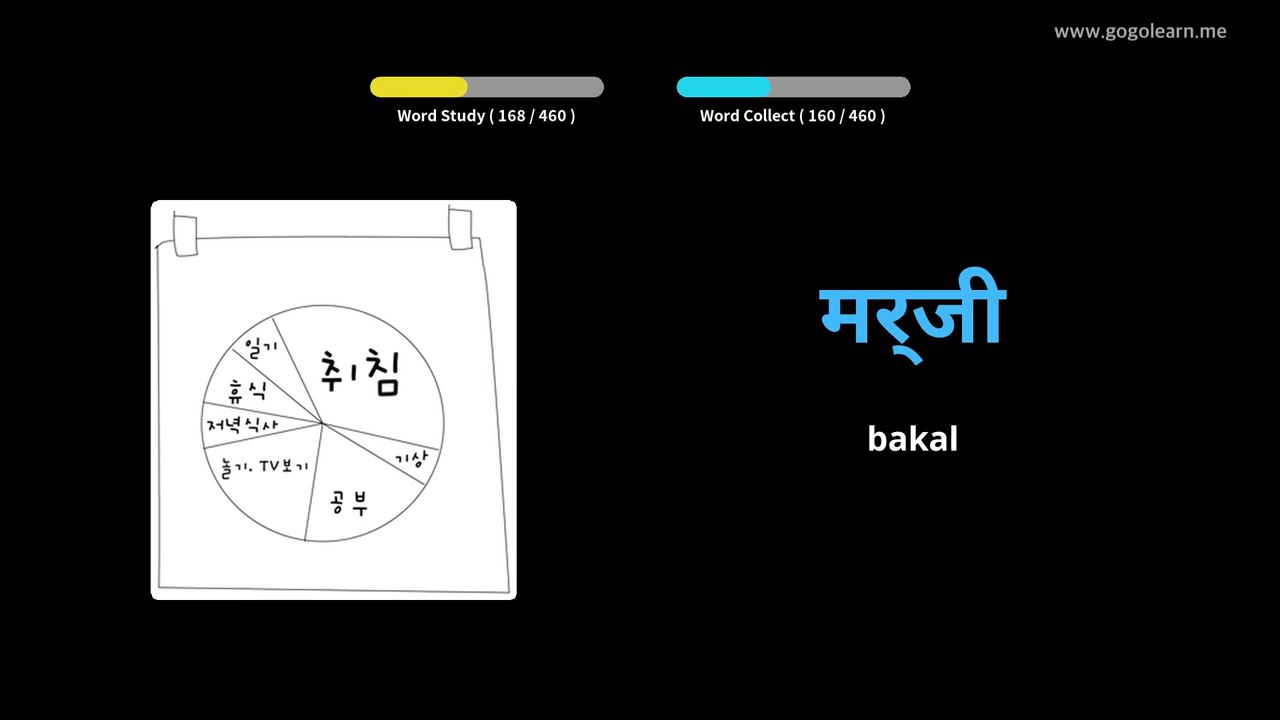 www.gogolearn.me
Word Study ( 168 / 460 )
Word Collect ( 160 / 460 )
일기
취침
휴식
저녁식사
놀기. TV보기
기상
공부
मर्‌जी
bakal